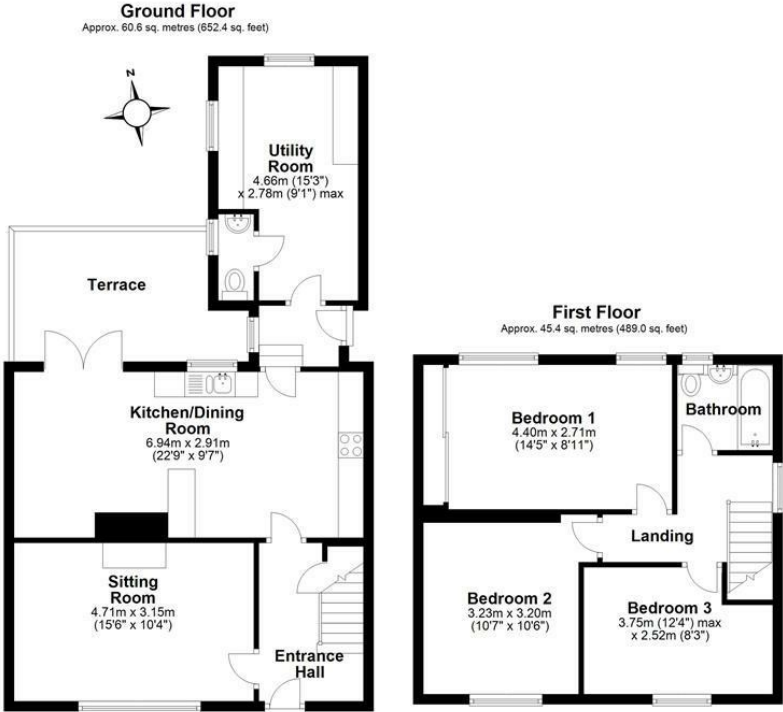 Ground Floor
Approx. 60.6 sq. metres (652.4 sq. feet)
N
Utility
Room
4.66m (15'3")
x 2.78m (9'1") max
Terrace
Kitchen/Dining
Room
6.94m x 2.91m
(22'9" x 9'7")
Sitting
Room
4.71m x 3.15m
(15'6" x 10'4")
Entrance
Hall
First Floor
Approx. 45.4 sq. metres (489.0 sq. feet)
Bedroom 1
4.40m x 2.71m
(14'5" x 8'11")
Bathroom
Landing
Bedroom 2
3.23m x 3.20m
(10'7" x 10'6")
Bedroom 3
3.75m (12'4") max
x 2.52m (8'3")